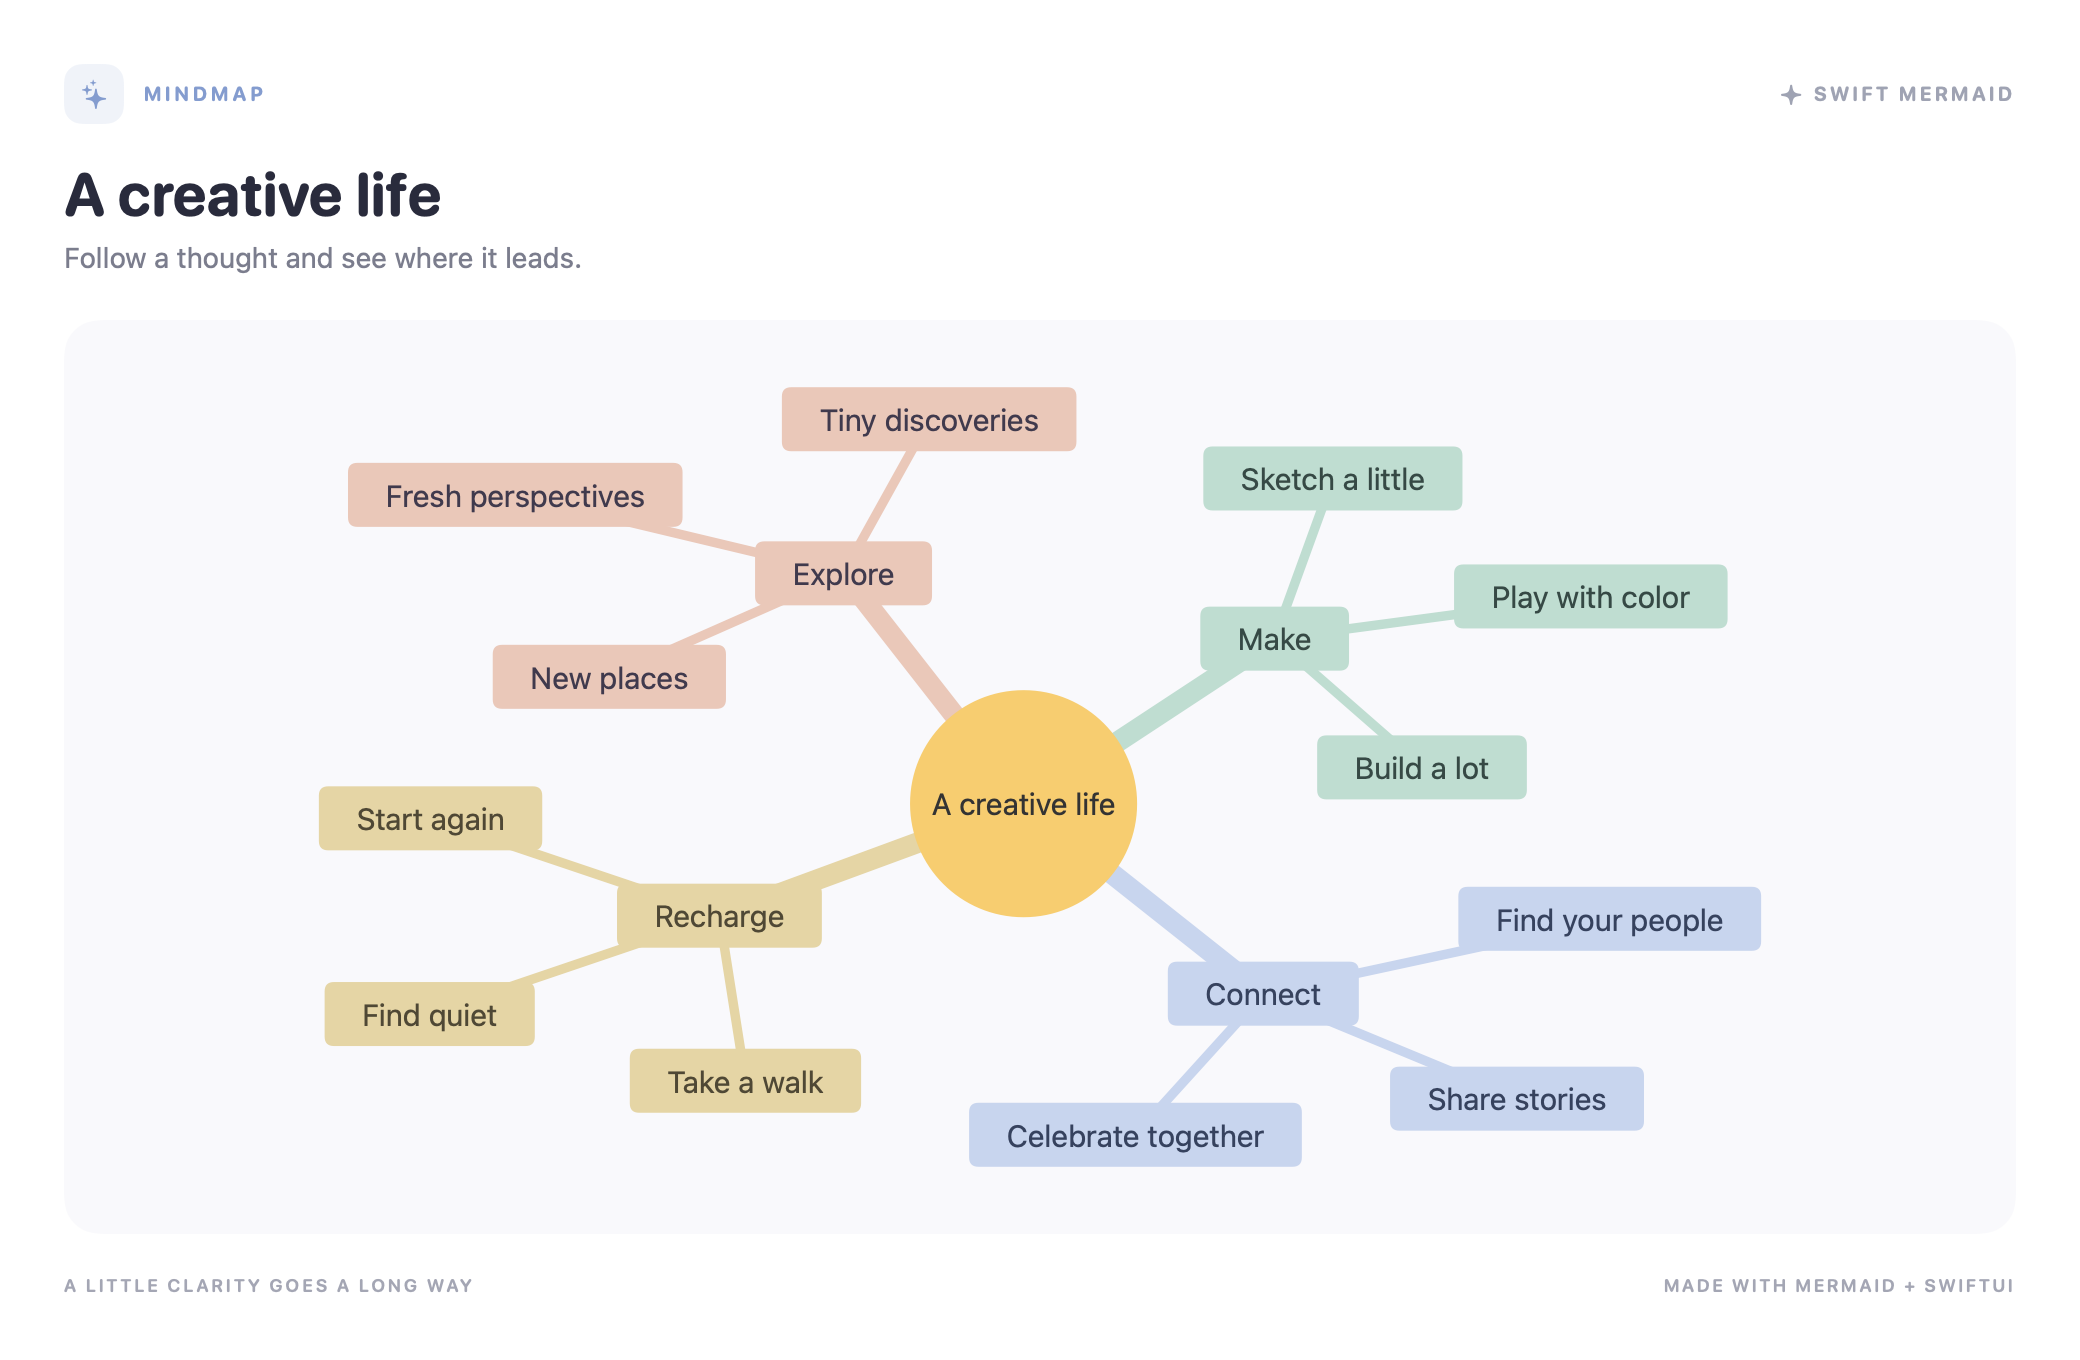 MINDMAP
SWIFT MERMAID
A creative life
Follow a thought and see where it leads.
Tiny discoveries
Fresh perspectives
Explore
New places
Sketch a little
Play with color
Make
Build a lot
A creative life
Start again
Recharge
Find quiet
Take a walk
Find your people
Connect
Share stories
Celebrate together
A LITTLE CLARITY GOES A LONG WAY
MADE WITH MERMAID + SWIFTUI